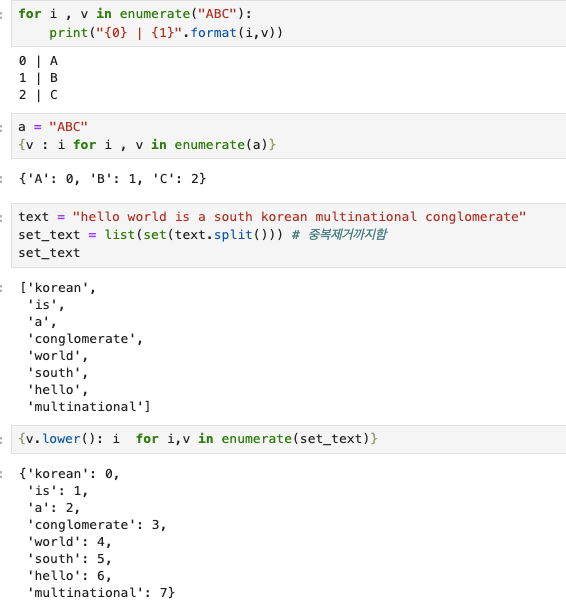 for i , v in enumerate("ABC"):
    print("{0} | {1}".format(i,v))
0 | A
1 | B
2 | C
a = "ABC"
{v : i for i , v in enumerate(a)}
{'A': 0, 'B': 1, 'C': 2}
text = "hello world is a south korean multinational conglomerate"
set_text = list(set(text.split())) # 중복제거까지함
set_text
['korean',
 'is',
 'a',
 'conglomerate',
 'world',
 'south',
 'hello',
 'multinational']
{v.lower(): i  for i,v in enumerate(set_text)}
{'korean': 0,
 'is': 1,
 'a': 2,
 'conglomerate': 3,
 'world': 4,
 'south': 5,
 'hello': 6,
 'multinational': 7}